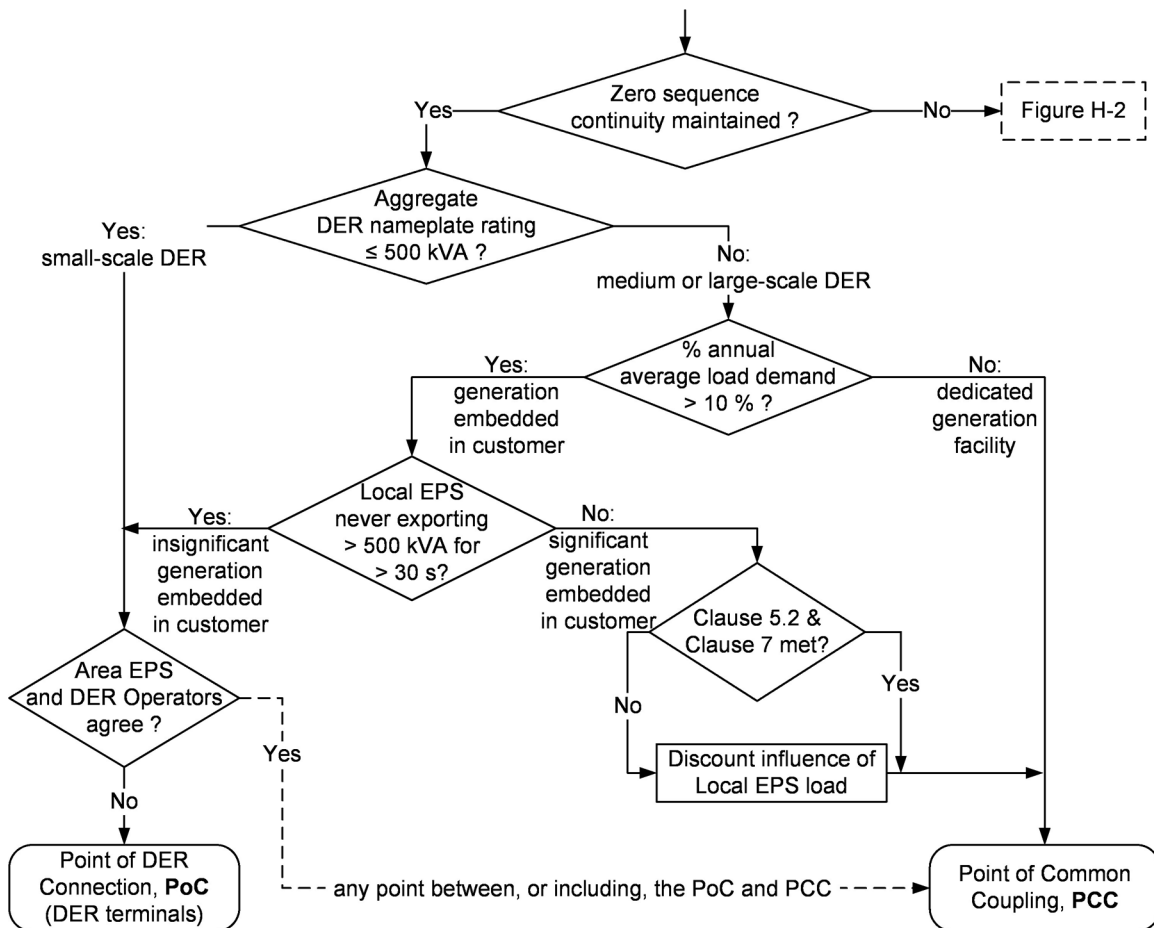 Zero sequence
continuity maintained ?
Yes
No
Figure H-2
Aggregate
DER nameplate rating
≤ 500 kVA ?
Yes:
small-scale DER
No:
medium or large-scale DER
% annual
average load demand
> 10 % ?
Yes:
generation
embedded
in customer
No:
dedicated
generation
facility
Local EPS
never exporting
> 500 kVA for
> 30 s?
Yes:
insignificant
generation
embedded
in customer
No:
significant
generation
embedded
in customer
Clause 5.2 &
Clause 7 met?
No
Yes
Area EPS
and DER Operators
agree ?
Yes
No
Discount influence of
Local EPS load
Point of DER
Connection, PoC
(DER terminals)
any point between, or including, the PoC and PCC
Point of Common
Coupling, PCC